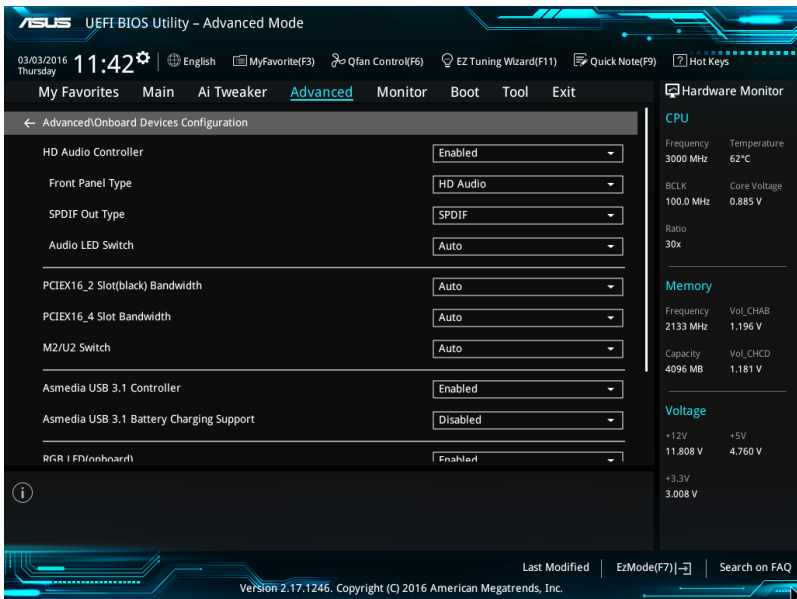 ASUS UEFI BIOS Utility – Advanced Mode
03/03/2016 Thursday 11:42 English MyFavorite(F3) Qfan Control(F6) EZ Tuning Wizard(F11) Quick Note(F9) ? Hot Keys
My Favorites Main Ai Tweaker Advanced Monitor Boot Tool Exit
← Advanced\Onboard Devices Configuration
HD Audio Controller Enabled
Front Panel Type HD Audio
SPDIF Out Type SPDIF
Audio LED Switch Auto
PCIEX16_2 Slot(black) Bandwidth Auto
PCIEX16_4 Slot Bandwidth Auto
M2/U2 Switch Auto
Asmedia USB 3.1 Controller Enabled
Asmedia USB 3.1 Battery Charging Support Disabled
RGB LED(onboard) Enabled
Hardware Monitor
CPU
Frequency Temperature
3000 MHz 62°C
BCLK Core Voltage
100.0 MHz 0.885 V
Ratio
30x
Memory
Frequency Vol_CHAB
2133 MHz 1.196 V
Capacity Vol_CHCD
4096 MB 1.181 V
Voltage
+12V +5V
11.808 V 4.760 V
+3.3V
3.008 V
Last Modified EzMode(F7) Search on FAQ
Version 2.17.1246. Copyright (C) 2016 American Megatrends, Inc.